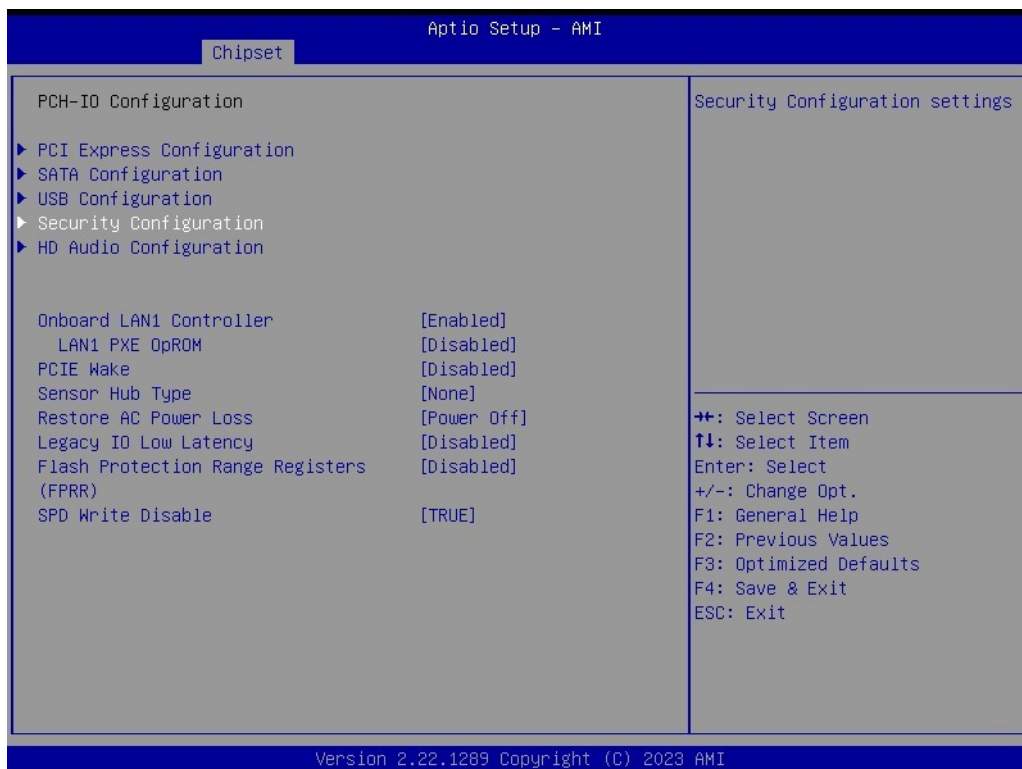 Aptio Setup – AMI
Chipset
PCH-IO Configuration
PCI Express Configuration
SATA Configuration
USB Configuration
Security Configuration
HD Audio Configuration
Onboard LAN1 Controller [Enabled]
LAN1 PXE OpROM [Disabled]
PCIE Wake [Disabled]
Sensor Hub Type [None]
Restore AC Power Loss [Power Off]
Legacy IO Low Latency [Disabled]
Flash Protection Range Registers [Disabled]
(FPRR)
SPD Write Disable [TRUE]
Security Configuration settings
→←: Select Screen
↑↓: Select Item
Enter: Select
+/-: Change Opt.
F1: General Help
F2: Previous Values
F3: Optimized Defaults
F4: Save & Exit
ESC: Exit
Version 2.22.1289 Copyright (C) 2023 AMI